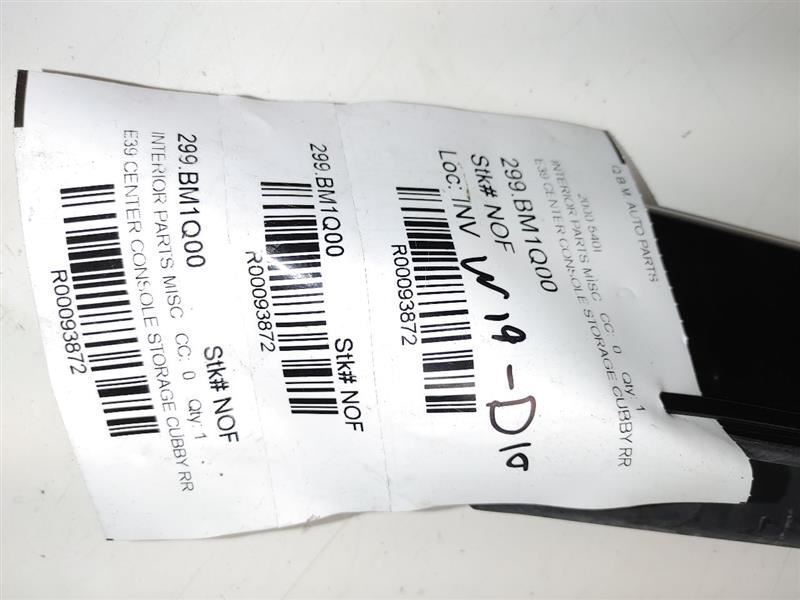 Q B M  AUTO PARTS
2000 540I
INTERIOR PARTS MISC   CC: 0   Qty: 1
E39 CENTER CONSOLE STORAGE CUBBY RR
299.BM1Q00
Stk# NOF
Loc: INV W19-D10
R00093872
299.BM1Q00
Stk# NOF
R00093872
299.BM1Q00
Stk# NOF
INTERIOR PARTS MISC   CC: 0   Qty: 1
E39 CENTER CONSOLE STORAGE CUBBY RR
R00093872